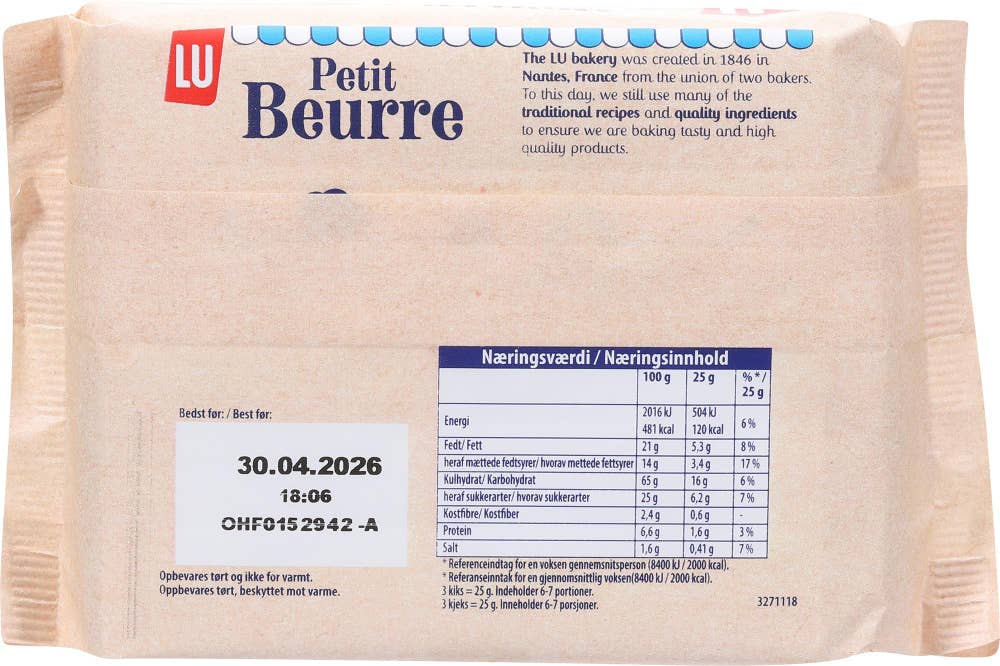 LU
Petit
Beurre
The LU bakery was created in 1846 in
Nantes, France from the union of two bakers.
To this day, we still use many of the
traditional recipes and quality ingredients
to ensure we are baking tasty and high
quality products.
Bedst før: / Best før:
30.04.2026
18:06
OHF0152942 -A
Opbevares tørt og ikke for varmt.
Oppbevares tørt, beskyttet mot varme.
Næringsværdi / Næringsinnhold
100 g 25 g % * /
25 g
Energi 2016 kJ 504 kJ 6 %
481 kcal 120 kcal
Fedt/ Fett 21 g 5,3 g 8 %
heraf mættede fedtsyrer/ hvorav mettede fettsyrer 14 g 3,4 g 17 %
Kulhydrat/ Karbohydrat 65 g 16 g 6 %
heraf sukkerarter/ hvorav sukkerarter 25 g 6,2 g 7 %
Kostfibre/ Kostfiber 2,4 g 0,6 g -
Protein 6,6 g 1,6 g 3 %
Salt 1,6 g 0,41 g 7 %
* Referenceindtag for en voksen gennemsnitsperson (8400 kJ / 2000 kcal).
* Referanseinntak for en gjennomsnittlig voksen(8400 kJ / 2000 kcal).
3 kiks = 25 g. Indeholder 6-7 portioner.
3 kjeks = 25 g. Inneholder 6-7 porsjoner.
3271118